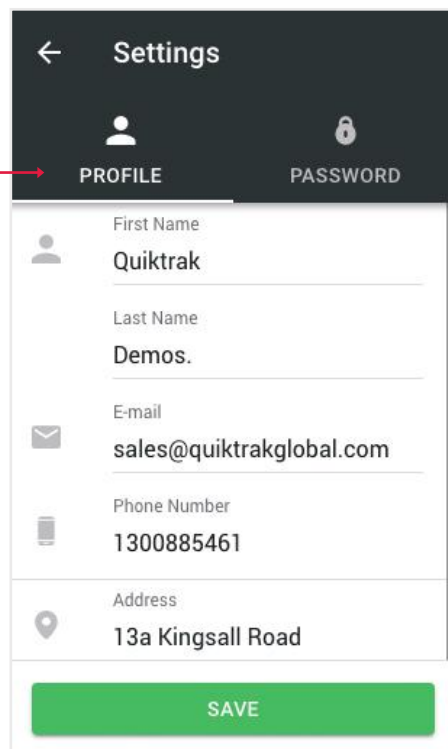 Settings
PROFILE PASSWORD
First Name
Quiktrak
Last Name
Demos.
E-mail
sales@quiktrakglobal.com
Phone Number
1300885461
Address
13a Kingsall Road
SAVE